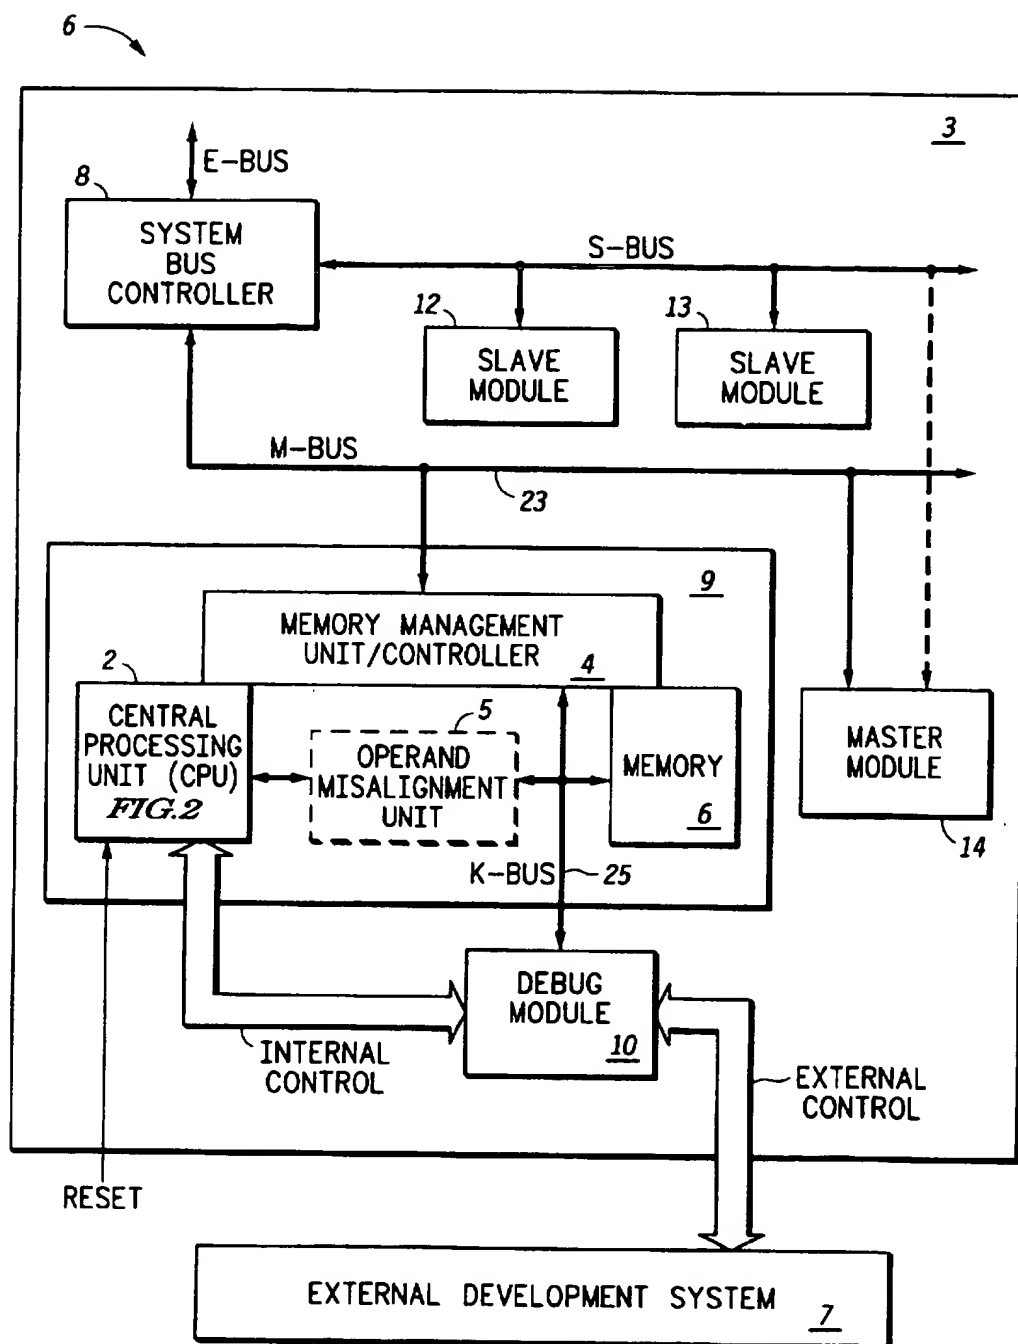 6
3
E-BUS
8
SYSTEM
BUS
CONTROLLER
S-BUS
12
SLAVE
MODULE
13
SLAVE
MODULE
M-BUS
23
9
MEMORY MANAGEMENT
UNIT/CONTROLLER
4
2
CENTRAL
PROCESSING
UNIT (CPU)
FIG.2
5
OPERAND
MISALIGNMENT
UNIT
MEMORY
6
MASTER
MODULE
14
K-BUS
25
DEBUG
MODULE
10
INTERNAL
CONTROL
EXTERNAL
CONTROL
RESET
EXTERNAL DEVELOPMENT SYSTEM
7